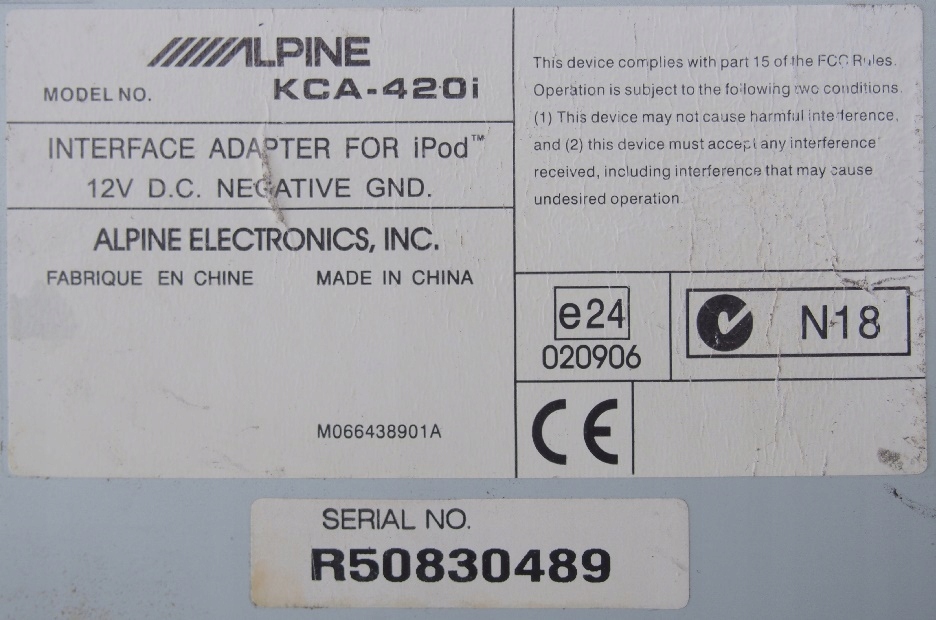 ALPINE
MODEL NO. KCA-420i
INTERFACE ADAPTER FOR iPod™
12V D.C. NEGATIVE GND.
ALPINE ELECTRONICS, INC.
FABRIQUE EN CHINE MADE IN CHINA
M066438901A
This device complies with part 15 of the FCC Rules.
Operation is subject to the following two conditions.
(1) This device may not cause harmful interference,
and (2) this device must accept any interference
received, including interference that may cause
undesired operation.
e24
020906
N18
CE
SERIAL NO.
R50830489